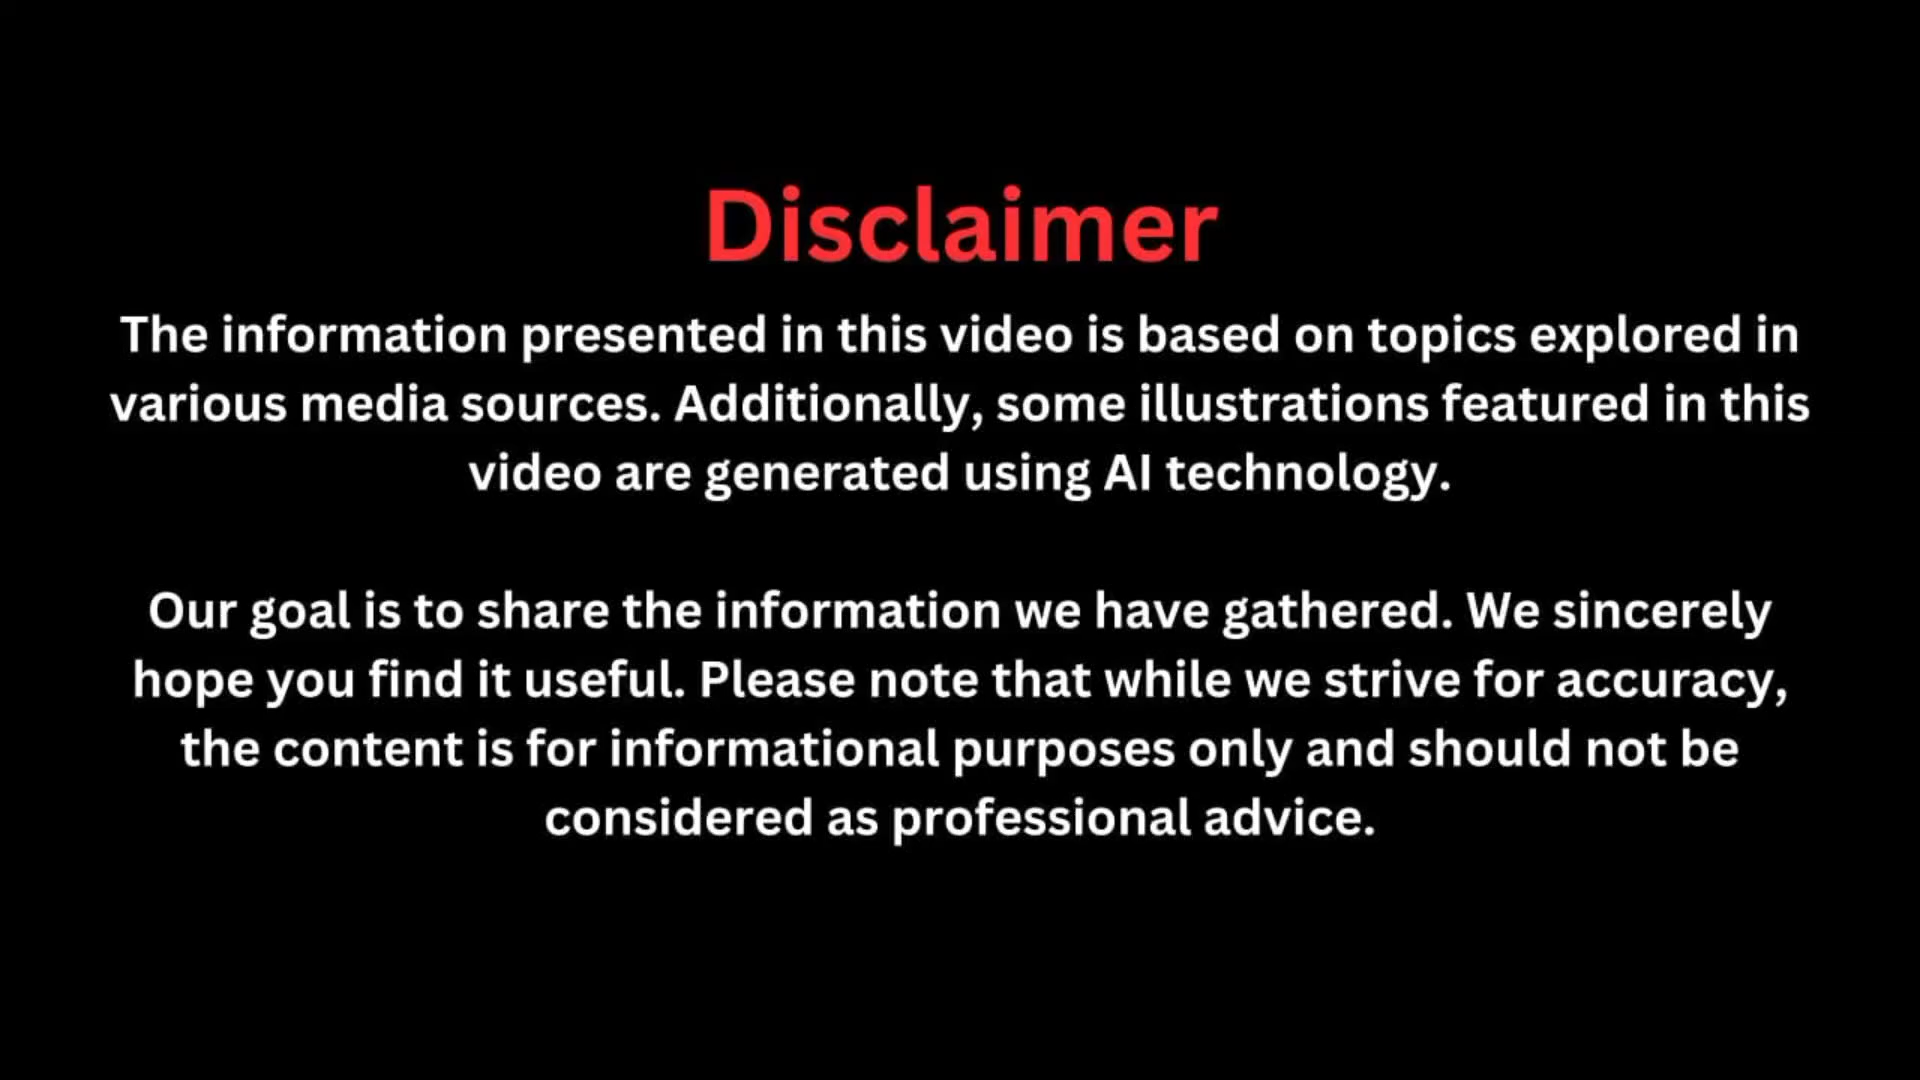 Disclaimer
The information presented in this video is based on topics explored in
various media sources. Additionally, some illustrations featured in this
video are generated using AI technology.
Our goal is to share the information we have gathered. We sincerely
hope you find it useful. Please note that while we strive for accuracy,
the content is for informational purposes only and should not be
considered as professional advice.